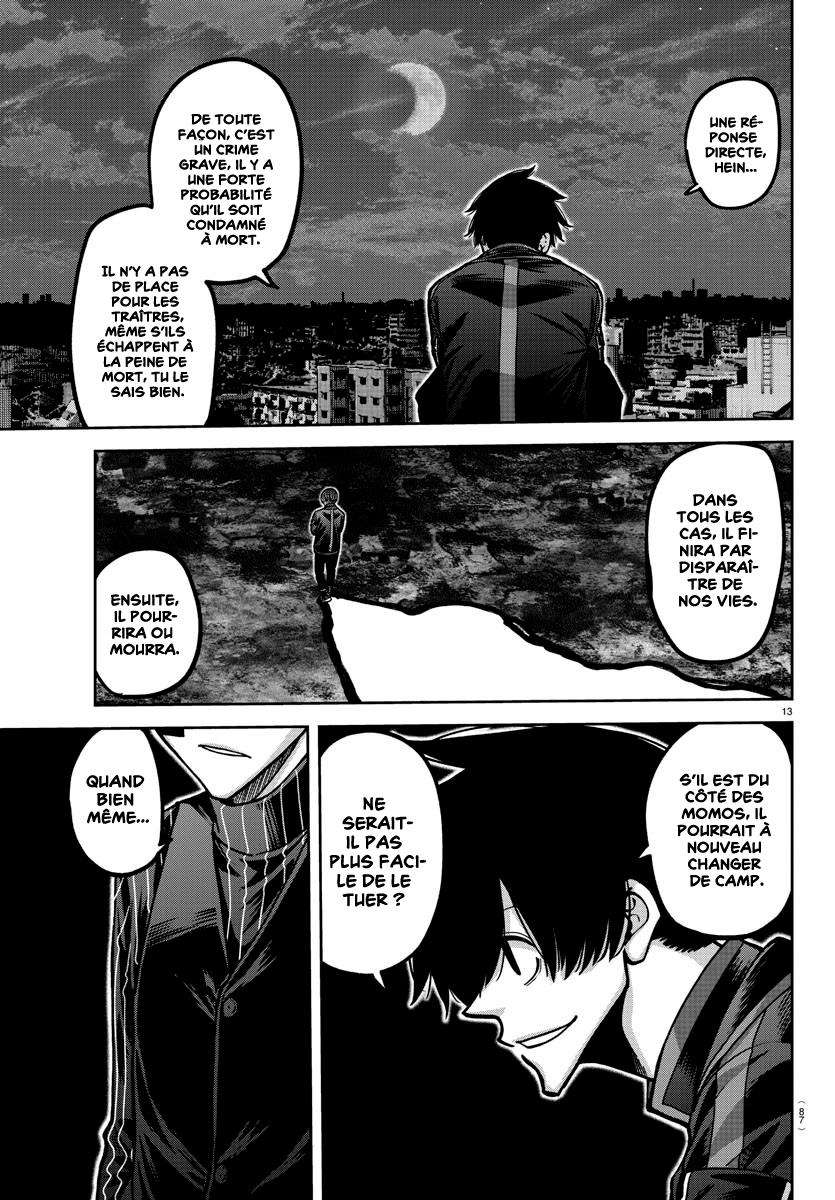 UNE RÉ-
PONSE
DIRECTE,
HEIN...
DE TOUTE
FAÇON, C'EST
UN CRIME
GRAVE, IL Y A
UNE FORTE
PROBABILITÉ
QU'IL SOIT
CONDAMNÉ
À MORT.
IL N'Y A PAS
DE PLACE
POUR LES
TRAÎTRES,
MÊME S'ILS
ÉCHAPPENT À
LA PEINE DE
MORT, TU LE
SAIS BIEN.
DANS
TOUS LES
CAS, IL FI-
NIRA PAR
DISPARAÎ-
TRE DE
NOS VIES.
ENSUITE,
IL POUR-
RIRA OU
MOURRA.
13
S'IL EST DU
CÔTÉ DES
MOMOS, IL
POURRAIT À
NOUVEAU
CHANGER
DE CAMP.
NE
SERAIT-
IL PAS
PLUS FACI-
LE DE LE
TUER ?
QUAND
BIEN
MÊME...
(87)